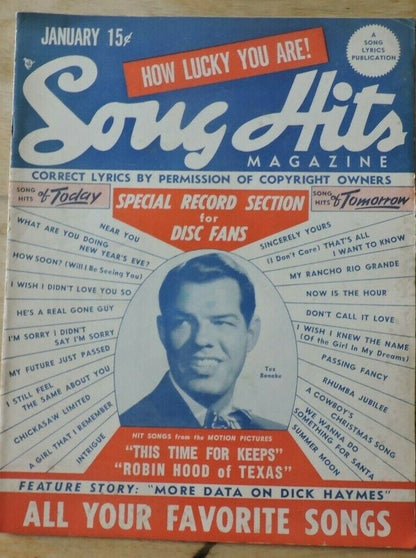 JANUARY 15¢
HOW LUCKY YOU ARE!
A
SONG
LYRICS
PUBLICATION
Song Hits
MAGAZINE
CORRECT LYRICS BY PERMISSION OF COPYRIGHT OWNERS
SONG
HITS of Today
SPECIAL RECORD SECTION
for
DISC FANS
SONG
HITS of Tomorrow
NEAR YOU
WHAT ARE YOU DOING
NEW YEAR'S EVE?
HOW SOON? (Will I Be Seeing You)
I WISH I DIDN'T LOVE YOU SO
HE'S A REAL GONE GUY
I'M SORRY I DIDN'T
SAY I'M SORRY
MY FUTURE JUST PASSED
I STILL FEEL
THE SAME ABOUT YOU
CHICKASAW LIMITED
A GIRL THAT I REMEMBER
INTRIGUE
SINCERELY YOURS
(I Don't Care) THAT'S ALL
I WANT TO KNOW
MY RANCHO RIO GRANDE
NOW IS THE HOUR
DON'T CALL IT LOVE
I WISH I KNEW THE NAME
(Of the Girl In My Dreams)
PASSING FANCY
RHUMBA JUBILEE
A COWBOY'S
CHRISTMAS SONG
WE WANNA DO
SOMETHING FOR SANTA
SUMMER MOON
Tex
Beneke
HIT SONGS from the MOTION PICTURES
"THIS TIME FOR KEEPS"
"ROBIN HOOD of TEXAS"
FEATURE STORY: "MORE DATA ON DICK HAYMES"
ALL YOUR FAVORITE SONGS